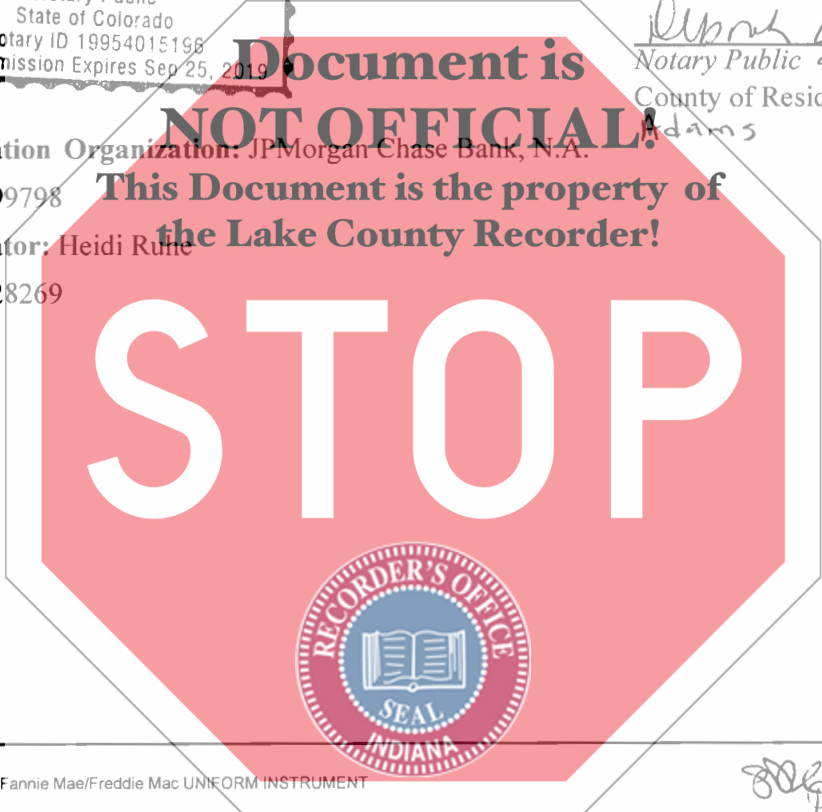 State of Colorado
otary ID 19954015196
mission Expires Sep 25, 2019
Notary Public
County of Resid
Adams
Document is
NOT OFFICIAL!
tion Organization: JPMorgan Chase Bank, N.A.
9798
This Document is the property of
the Lake County Recorder!
tor: Heidi Ruhe
28269
STOP
RECORDER'S OFFICE
SEAL
INDIANA
Fannie Mae/Freddie Mac UNIFORM INSTRUMENT